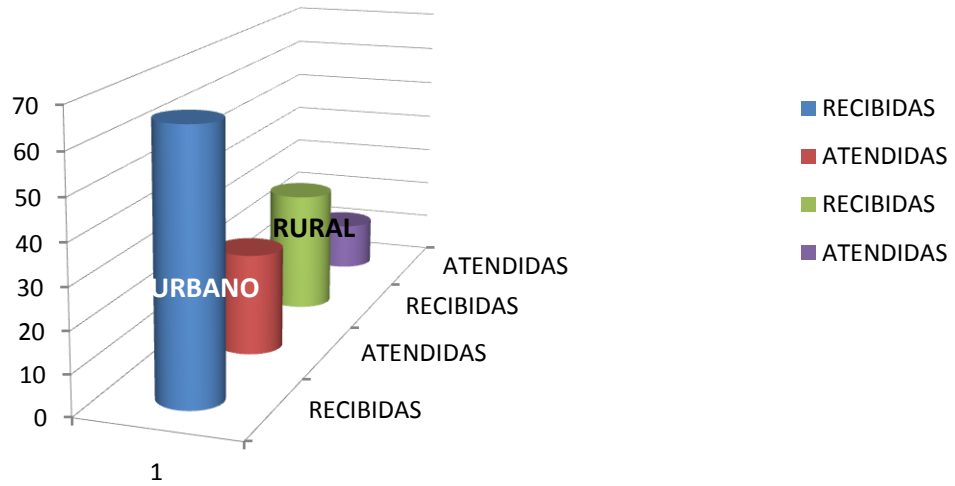 70
60
50
40
30
20
10
0
URBANO
RURAL
ATENDIDAS
RECIBIDAS
ATENDIDAS
RECIBIDAS
1
RECIBIDAS
ATENDIDAS
RECIBIDAS
ATENDIDAS